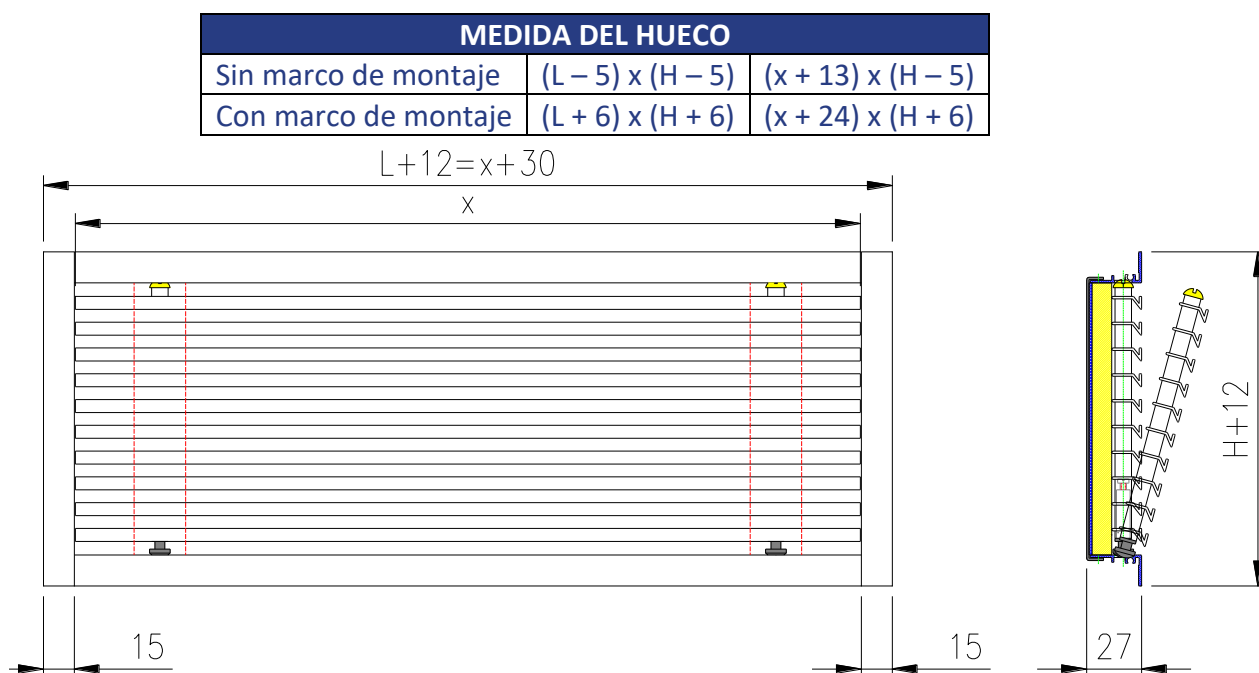 MEDIDA DEL HUECO
Sin marco de montaje (L – 5) x (H – 5) (x + 13) x (H – 5)
Con marco de montaje (L + 6) x (H + 6) (x + 24) x (H + 6)
L+12=x+30
x
H+12
15
15
27